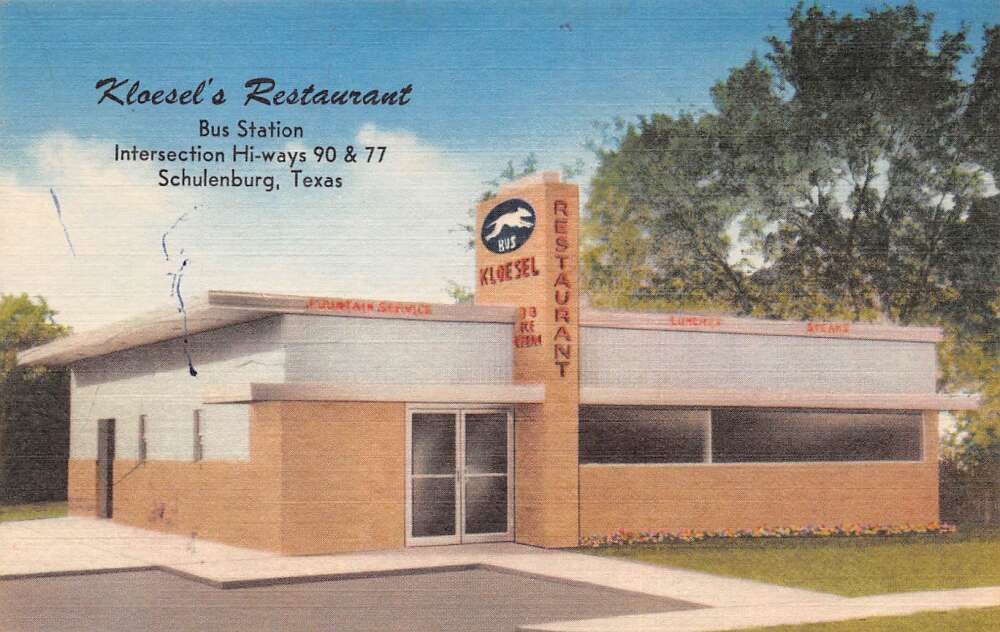 Kloesel's Restaurant
Bus Station
Intersection Hi-ways 90 & 77
Schulenburg, Texas
BUS
KLOESEL
RESTAURANT
FOUNTAIN SERVICE
LUNCHES
STEAKS